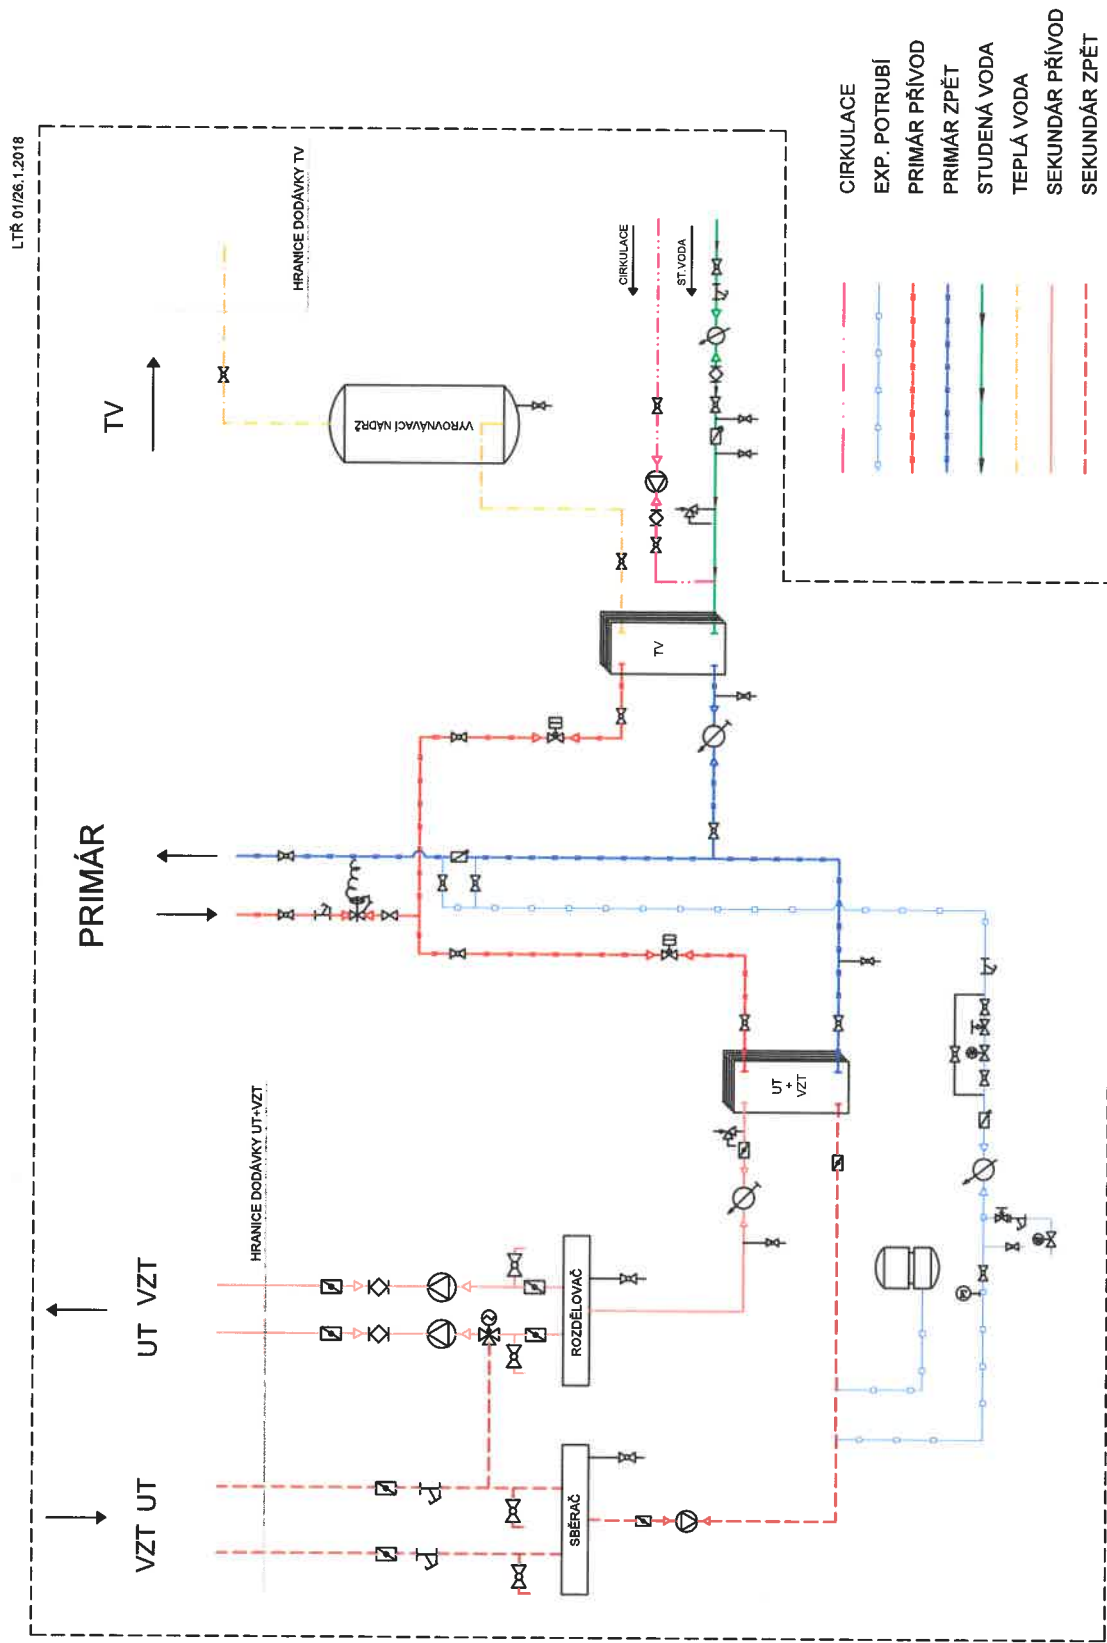 LTŘ 01/26.1.2018
TV
HRANICE DODÁVKY TV
VYROVNÁVACÍ NÁDRŽ
CIRKULACE
ST.VODA
TV
PRIMÁR
UT
+
VZT
HRANICE DODÁVKY UT+VZT
UT VZT
ROZDĚLOVAČ
VZT UT
SBĚRAČ
CIRKULACE
EXP. POTRUBÍ
PRIMÁR PŘÍVOD
PRIMÁR ZPĚT
STUDENÁ VODA
TEPLÁ VODA
SEKUNDÁR PŘÍVOD
SEKUNDÁR ZPĚT